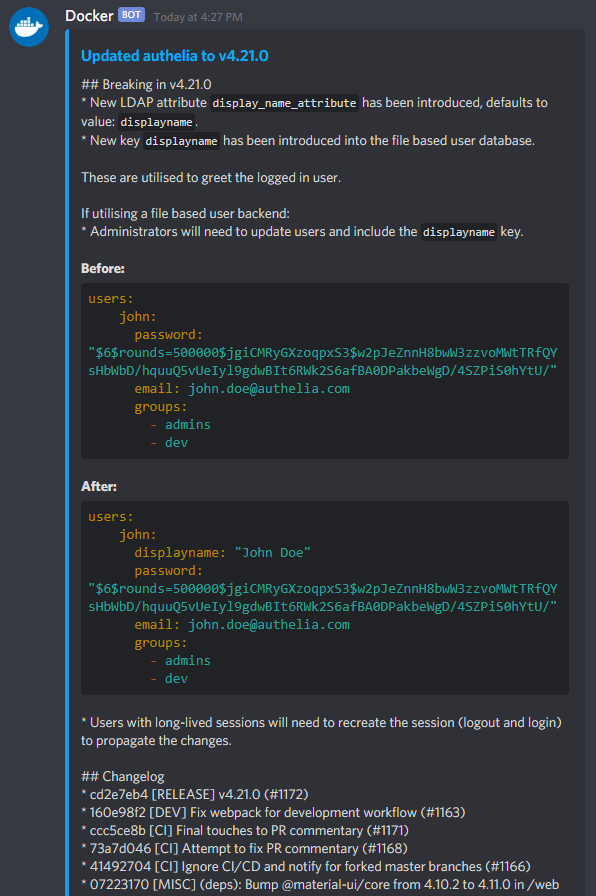 Docker BOT Today at 4:27 PM
Updated authelia to v4.21.0
## Breaking in v4.21.0
* New LDAP attribute display_name_attribute has been introduced, defaults to
value: displayname.
* New key displayname has been introduced into the file based user database.
These are utilised to greet the logged in user.
If utilising a file based user backend:
* Administrators will need to update users and include the displayname key.
Before:
users:
john:
password:
"$6$rounds=500000$jgiCMRyGXzoqpxS3$w2pJeZnnH8bwW3zzvoMWtTRfQY
sHbWbD/hquuQ5vUeIyl9gdwBIt6RWk2S6afBA0DPakbeWgD/4SZPiS0hYtU/"
email: john.doe@authelia.com
groups:
- admins
- dev
After:
users:
john:
displayname: "John Doe"
password:
"$6$rounds=500000$jgiCMRyGXzoqpxS3$w2pJeZnnH8bwW3zzvoMWtTRfQY
sHbWbD/hquuQ5vUeIyl9gdwBIt6RWk2S6afBA0DPakbeWgD/4SZPiS0hYtU/"
email: john.doe@authelia.com
groups:
- admins
- dev
* Users with long-lived sessions will need to recreate the session (logout and login)
to propagate the changes.
## Changelog
* cd2e7eb4 [RELEASE] v4.21.0 (#1172)
* 160e98f2 [DEV] Fix webpack for development workflow (#1163)
* ccc5ce8b [CI] Final touches to PR commentary (#1171)
* 73a7d046 [CI] Attempt to fix PR commentary (#1168)
* 41492704 [CI] Ignore CI/CD and notify for forked master branches (#1166)
* 07223170 [MISC] (deps): Bump @material-ui/core from 4.10.2 to 4.11.0 in /web